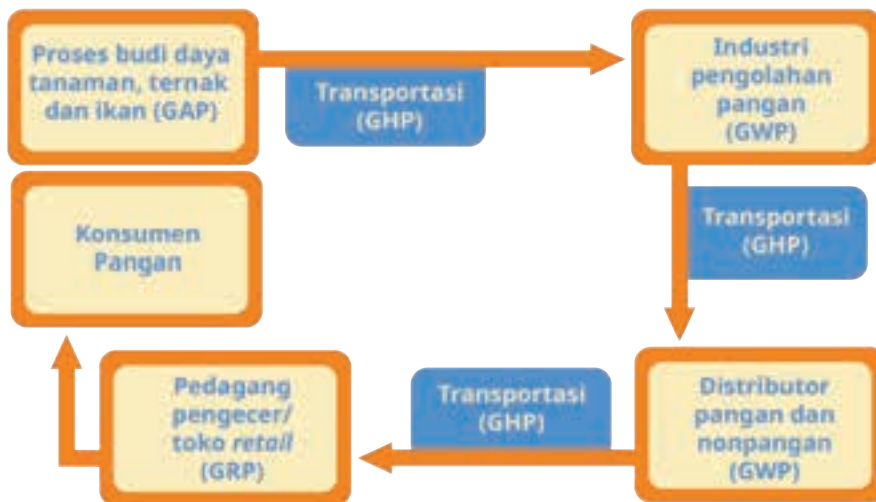 Proses budi daya
tanaman, ternak
dan ikan (GAP)
Transportasi
(GHP)
Industri
pengolahan
pangan
(GWP)
Transportasi
(GHP)
Distributor
pangan dan
nonpangan
(GWP)
Transportasi
(GHP)
Pedagang
pengecer/
toko retail
(GRP)
Konsumen
Pangan